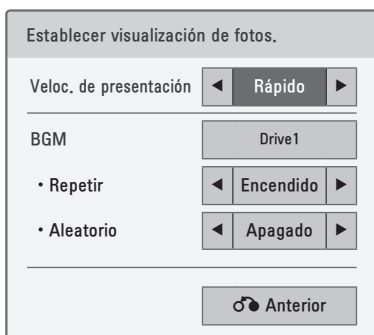 Establecer visualización de fotos.
Veloc. de presentación ◀ Rápido ▶
BGM Drive1
• Repetir ◀ Encendido ▶
• Aleatorio ◀ Apagado ▶
Anterior